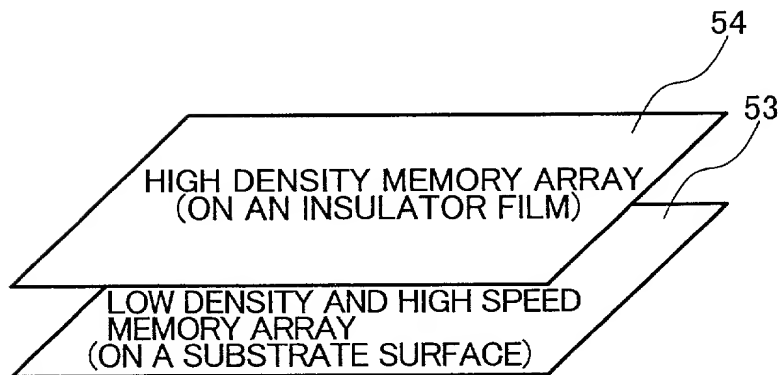 54
53
HIGH DENSITY MEMORY ARRAY
(ON AN INSULATOR FILM)
LOW DENSITY AND HIGH SPEED
MEMORY ARRAY
(ON A SUBSTRATE SURFACE)